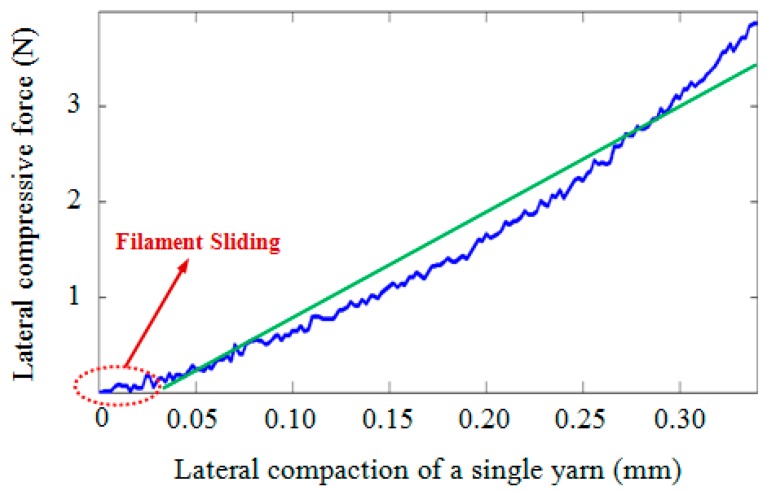 Lateral compressive force (N)
3
2
1
Filament Sliding
0 0.05 0.10 0.15 0.20 0.25 0.30
Lateral compaction of a single yarn (mm)